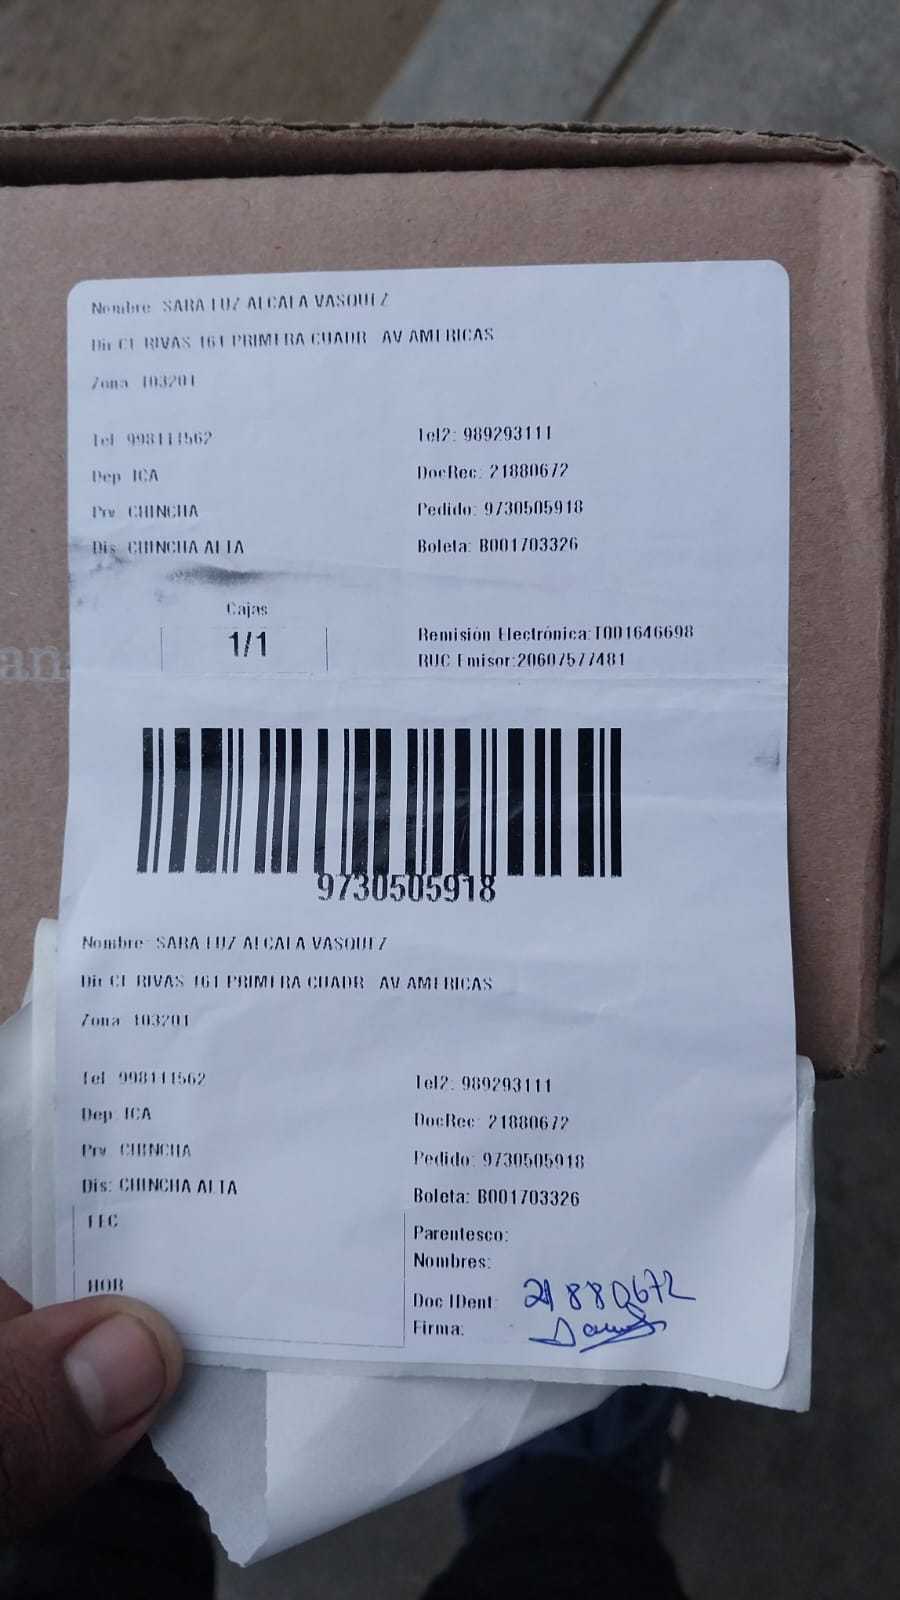 Nombre: SARA LUZ ALCALA VASQUEZ
Dir CL RIVAS 161 PRIMERA CUADR AV AMERICAS
Zona 103201
Tel 998111562 Tel2: 989293111
Dep ICA DocRec: 21880672
Prv CHINCHA Pedido: 9730505918
Dis CHINCHA ALTA Boleta: B001703326
Cajas
1/1
Remisión Electrónica:T001646698
RUC Emisor:20607577481
9730505918
Nombre: SARA LUZ ALCALA VASQUEZ
Dir CL RIVAS 161 PRIMERA CUADR AV AMERICAS
Zona 103201
Tel 998111562 Tel2: 989293111
Dep ICA DocRec: 21880672
Prv CHINCHA Pedido: 9730505918
Dis: CHINCHA ALTA Boleta: B001703326
FEC
HOR
Parentesco:
Nombres:
Doc IDent: 21880672
Firma: